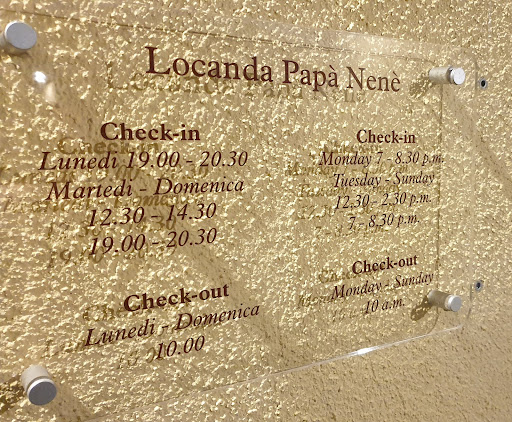 Locanda Papà Nenè
Check-in
Lunedì 19.00 - 20.30
Martedì - Domenica
12.30 - 14.30
19.00 - 20.30
Check-out
Lunedì - Domenica
10.00
Check-in
Monday 7 - 8.30 p.m.
Tuesday - Sunday
12,30 - 2,30 p.m.
7 - 8,30 p.m.
Check-out
Monday - Sunday
10 a.m.